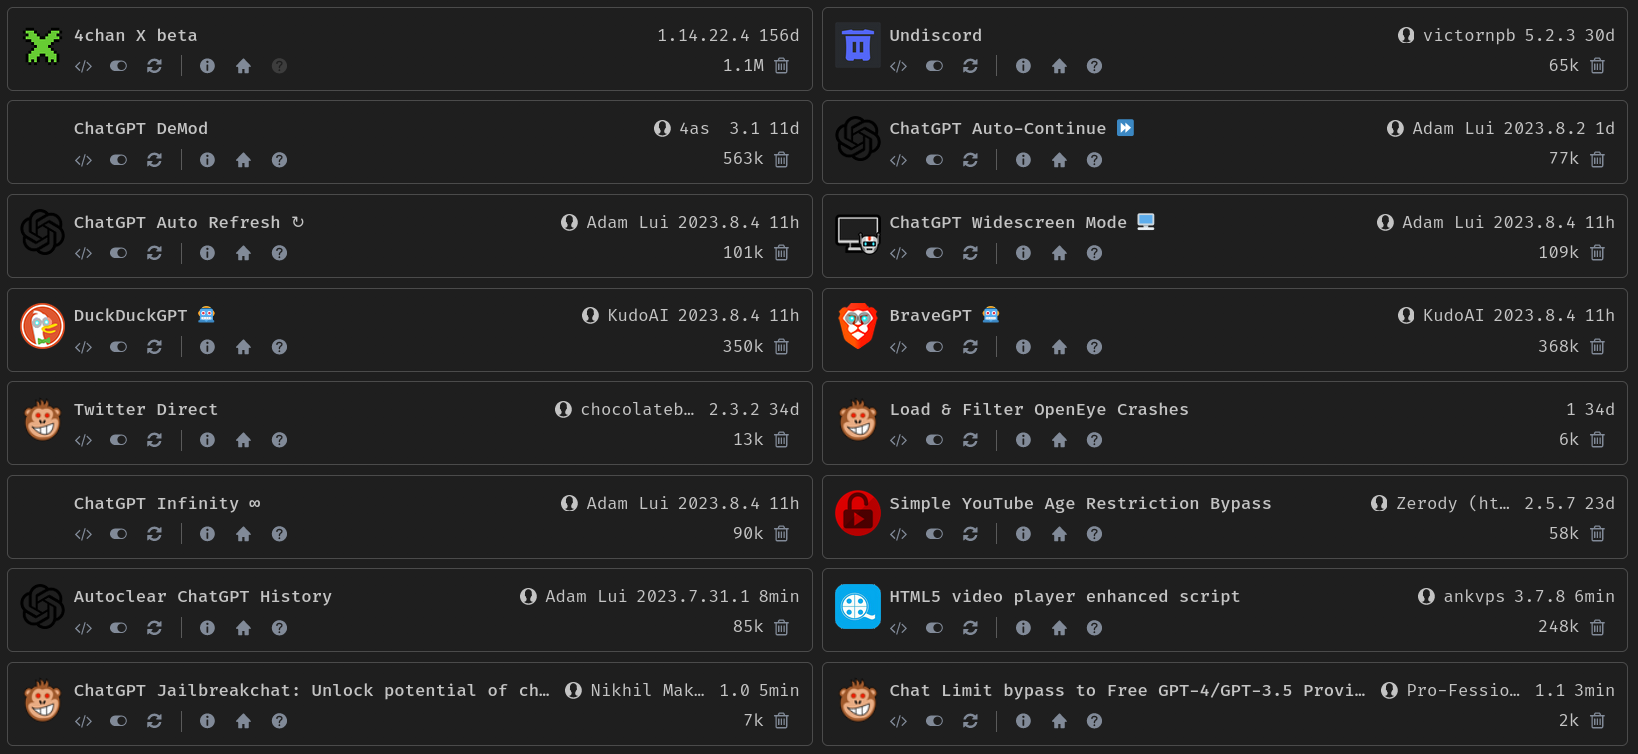 4chan X beta 1.14.22.4 156d
1.1M
Undiscord victornpb 5.2.3 30d
65k
ChatGPT DeMod 4as 3.1 11d
563k
ChatGPT Auto-Continue ⏩ Adam Lui 2023.8.2 1d
77k
ChatGPT Auto Refresh ↻ Adam Lui 2023.8.4 11h
101k
ChatGPT Widescreen Mode 🖥️ Adam Lui 2023.8.4 11h
109k
DuckDuckGPT 🤖 KudoAI 2023.8.4 11h
350k
BraveGPT 🤖 KudoAI 2023.8.4 11h
368k
Twitter Direct chocolateb… 2.3.2 34d
13k
Load & Filter OpenEye Crashes 1 34d
6k
ChatGPT Infinity ∞ Adam Lui 2023.8.4 11h
90k
Simple YouTube Age Restriction Bypass Zerody (ht… 2.5.7 23d
58k
Autoclear ChatGPT History Adam Lui 2023.7.31.1 8min
85k
HTML5 video player enhanced script ankvps 3.7.8 6min
248k
ChatGPT Jailbreakchat: Unlock potential of ch… Nikhil Mak… 1.0 5min
7k
Chat Limit bypass to Free GPT-4/GPT-3.5 Provi… Pro-Fessio… 1.1 3min
2k